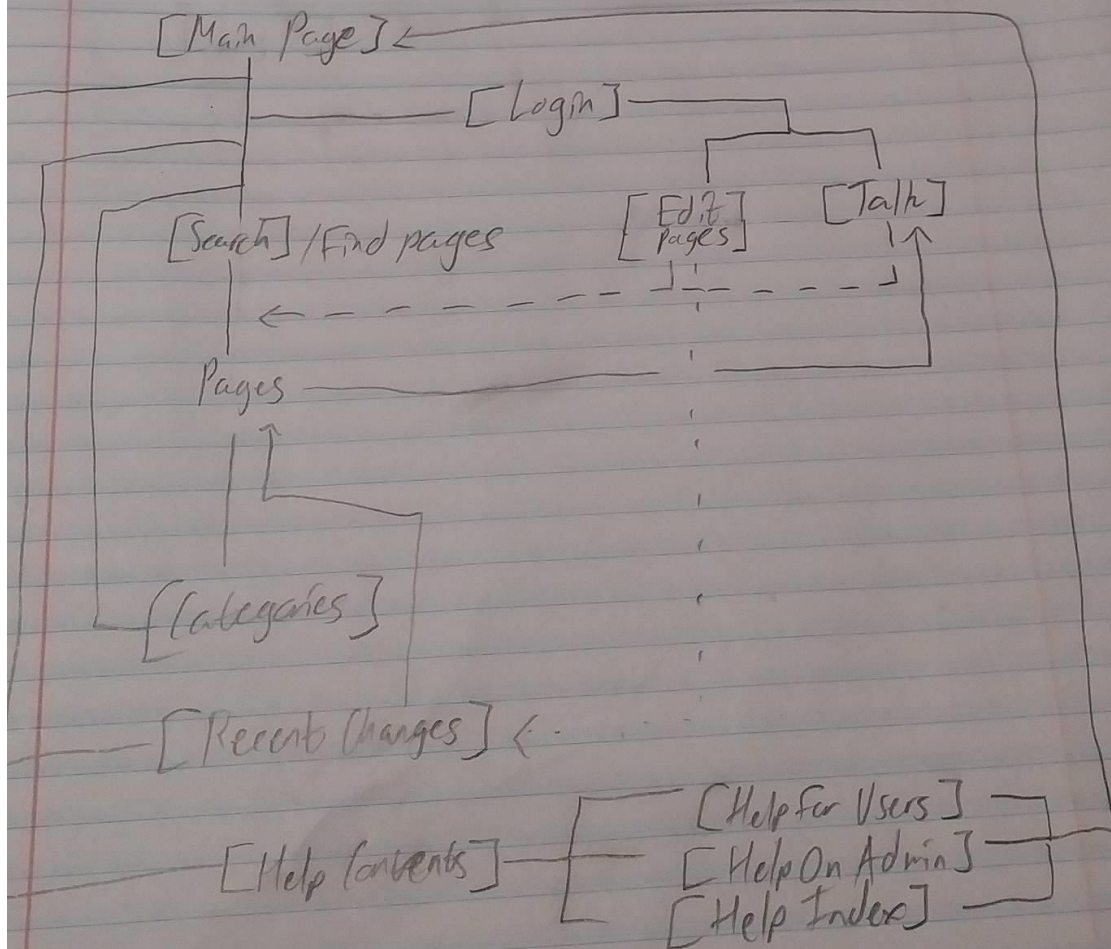 [Main Page]
[Login]
[Search]/Find pages
[Edit
Pages]
[Talk]
Pages
[Categories]
[Recent Changes]
[Help Contents]
[Help For Users]
[Help On Admin]
[Help Index]